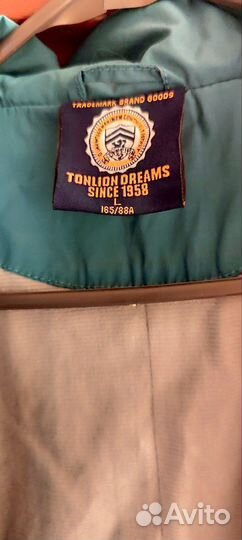 TRADEMARK BRAND GOODS
TONLION DREAMS
SINCE 1958
L
165/88A
Avito